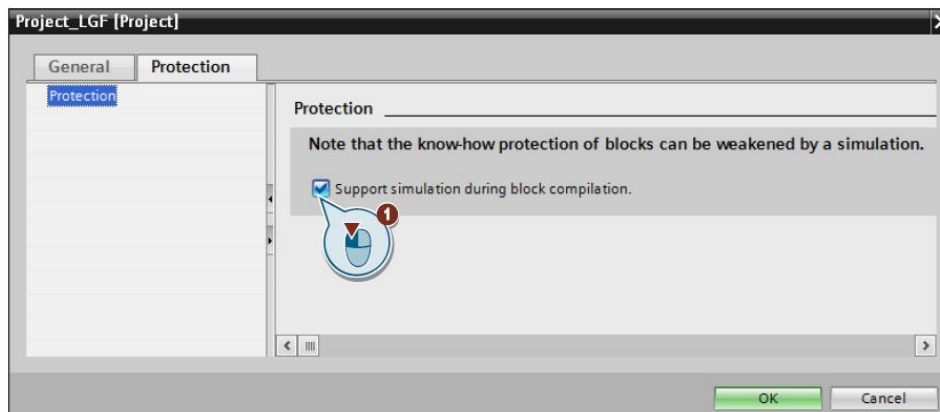 Project_LGF [Project]
General
Protection
Protection
Protection
Note that the know-how protection of blocks can be weakened by a simulation.
Support simulation during block compilation.
1
OK
Cancel